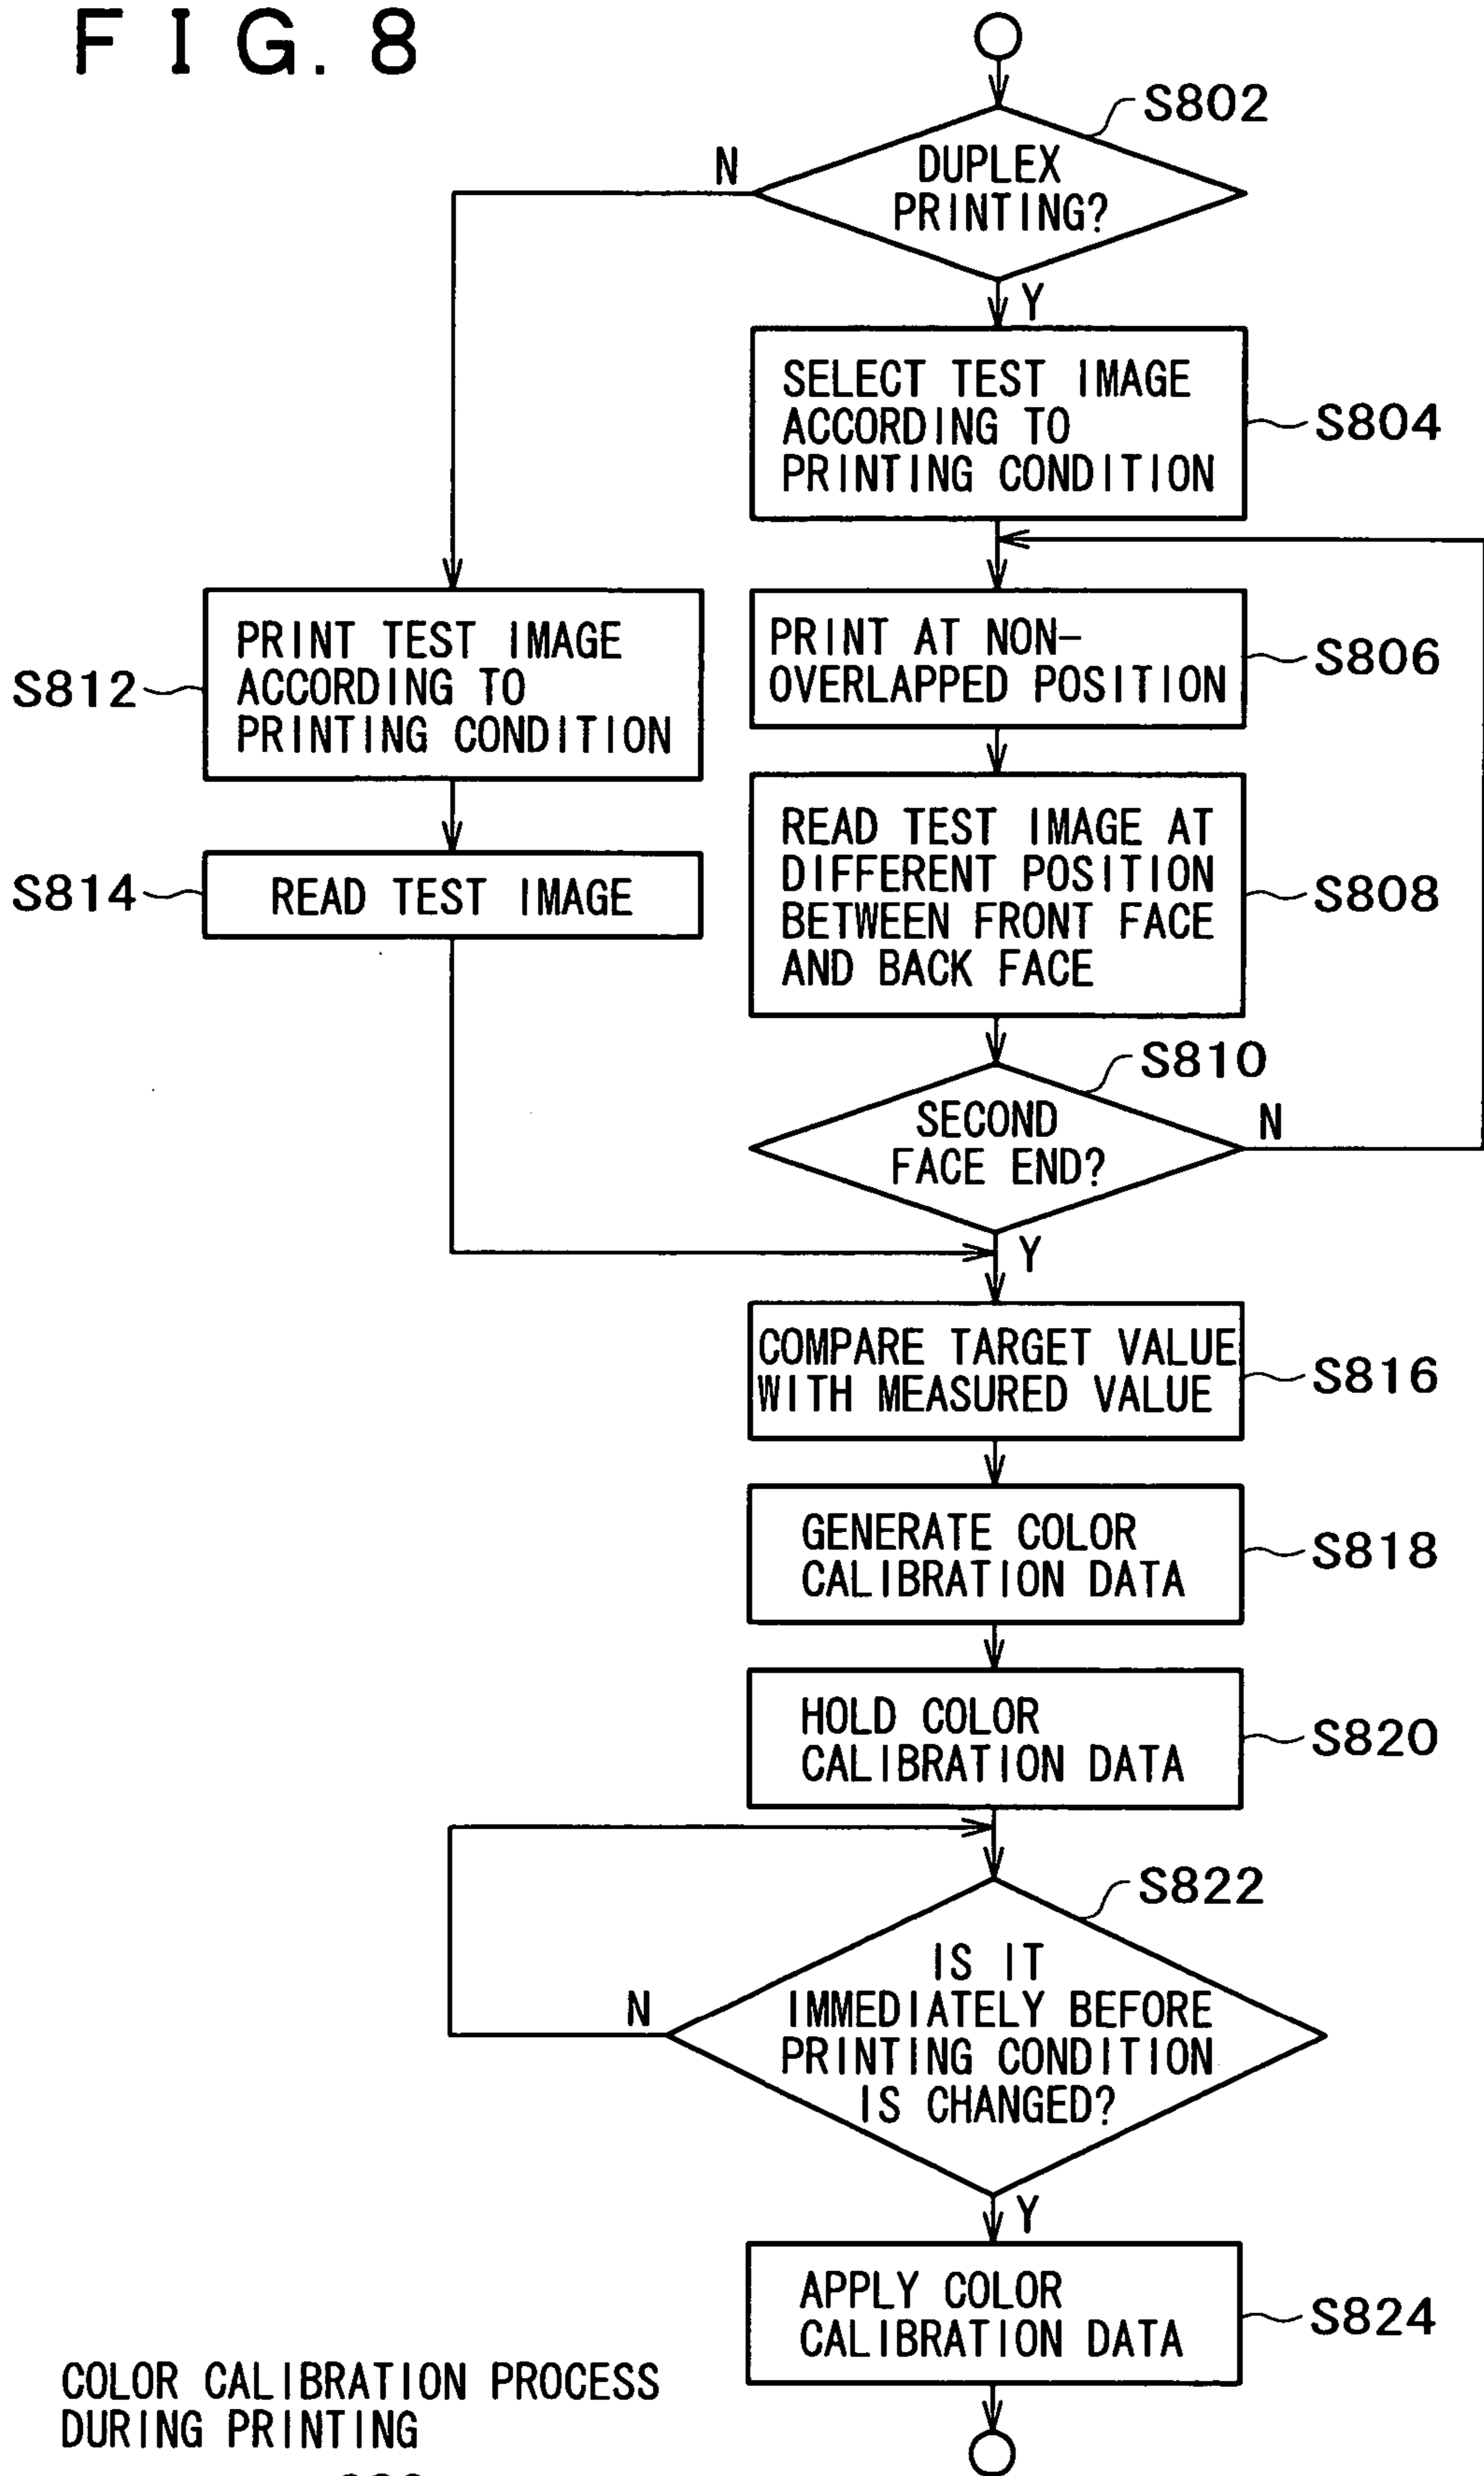 FIG. 8
S802
DUPLEX
PRINTING?
N
Y
SELECT TEST IMAGE
ACCORDING TO
PRINTING CONDITION
S804
PRINT TEST IMAGE
ACCORDING TO
PRINTING CONDITION
S812
PRINT AT NON-
OVERLAPPED POSITION
S806
READ TEST IMAGE
S814
READ TEST IMAGE AT
DIFFERENT POSITION
BETWEEN FRONT FACE
AND BACK FACE
S808
S810
SECOND
FACE END?
N
Y
COMPARE TARGET VALUE
WITH MEASURED VALUE
S816
GENERATE COLOR
CALIBRATION DATA
S818
HOLD COLOR
CALIBRATION DATA
S820
S822
IS IT
IMMEDIATELY BEFORE
PRINTING CONDITION
IS CHANGED?
N
Y
APPLY COLOR
CALIBRATION DATA
S824
COLOR CALIBRATION PROCESS
DURING PRINTING